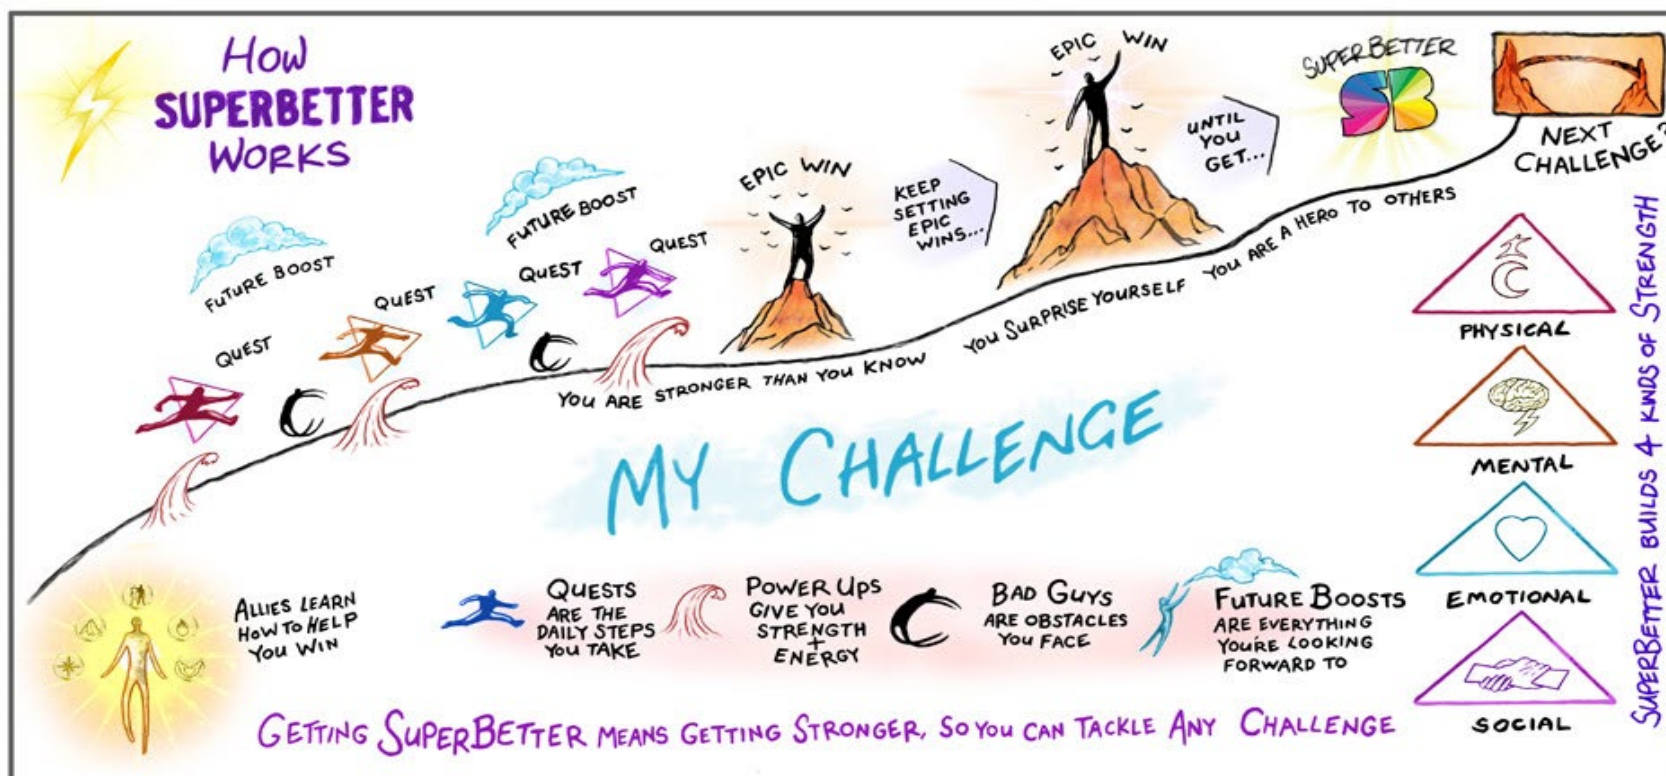 How
SUPERBETTER
WORKS
FUTURE BOOST
FUTURE BOOST
QUEST
QUEST
QUEST
QUEST
EPIC WIN
KEEP
SETTING
EPIC
WINS...
EPIC WIN
UNTIL
YOU
GET...
SUPERBETTER
SB
NEXT
CHALLENGE?
YOU ARE STRONGER THAN YOU KNOW
YOU SURPRISE YOURSELF
YOU ARE A HERO TO OTHERS
MY CHALLENGE
PHYSICAL
MENTAL
EMOTIONAL
SOCIAL
SUPERBETTER BUILDS 4 KINDS OF STRENGTH
ALLIES LEARN
HOW TO HELP
YOU WIN
QUESTS
ARE THE
DAILY STEPS
YOU TAKE
POWER UPS
GIVE YOU
STRENGTH
+
ENERGY
BAD GUYS
ARE OBSTACLES
YOU FACE
FUTURE BOOSTS
ARE EVERYTHING
YOU'RE LOOKING
FORWARD TO
GETTING SUPERBETTER MEANS GETTING STRONGER, SO YOU CAN TACKLE ANY CHALLENGE